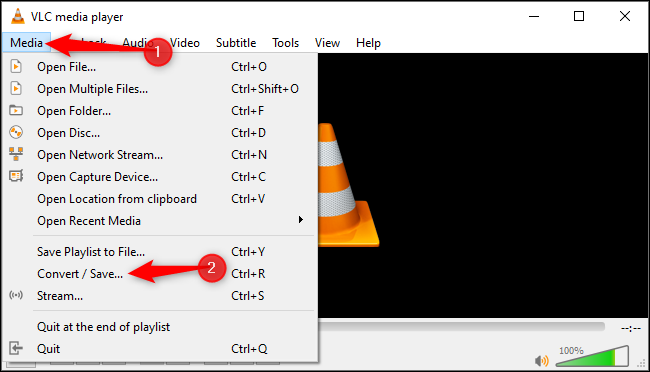 VLC media player
Media Playback Audio Video Subtitle Tools View Help
1
Open File... Ctrl+O
Open Multiple Files... Ctrl+Shift+O
Open Folder... Ctrl+F
Open Disc... Ctrl+D
Open Network Stream... Ctrl+N
Open Capture Device... Ctrl+C
Open Location from clipboard Ctrl+V
Open Recent Media
Save Playlist to File... Ctrl+Y
Convert / Save... Ctrl+R
2
Stream... Ctrl+S
Quit at the end of playlist
--:--
Quit Ctrl+Q
100%